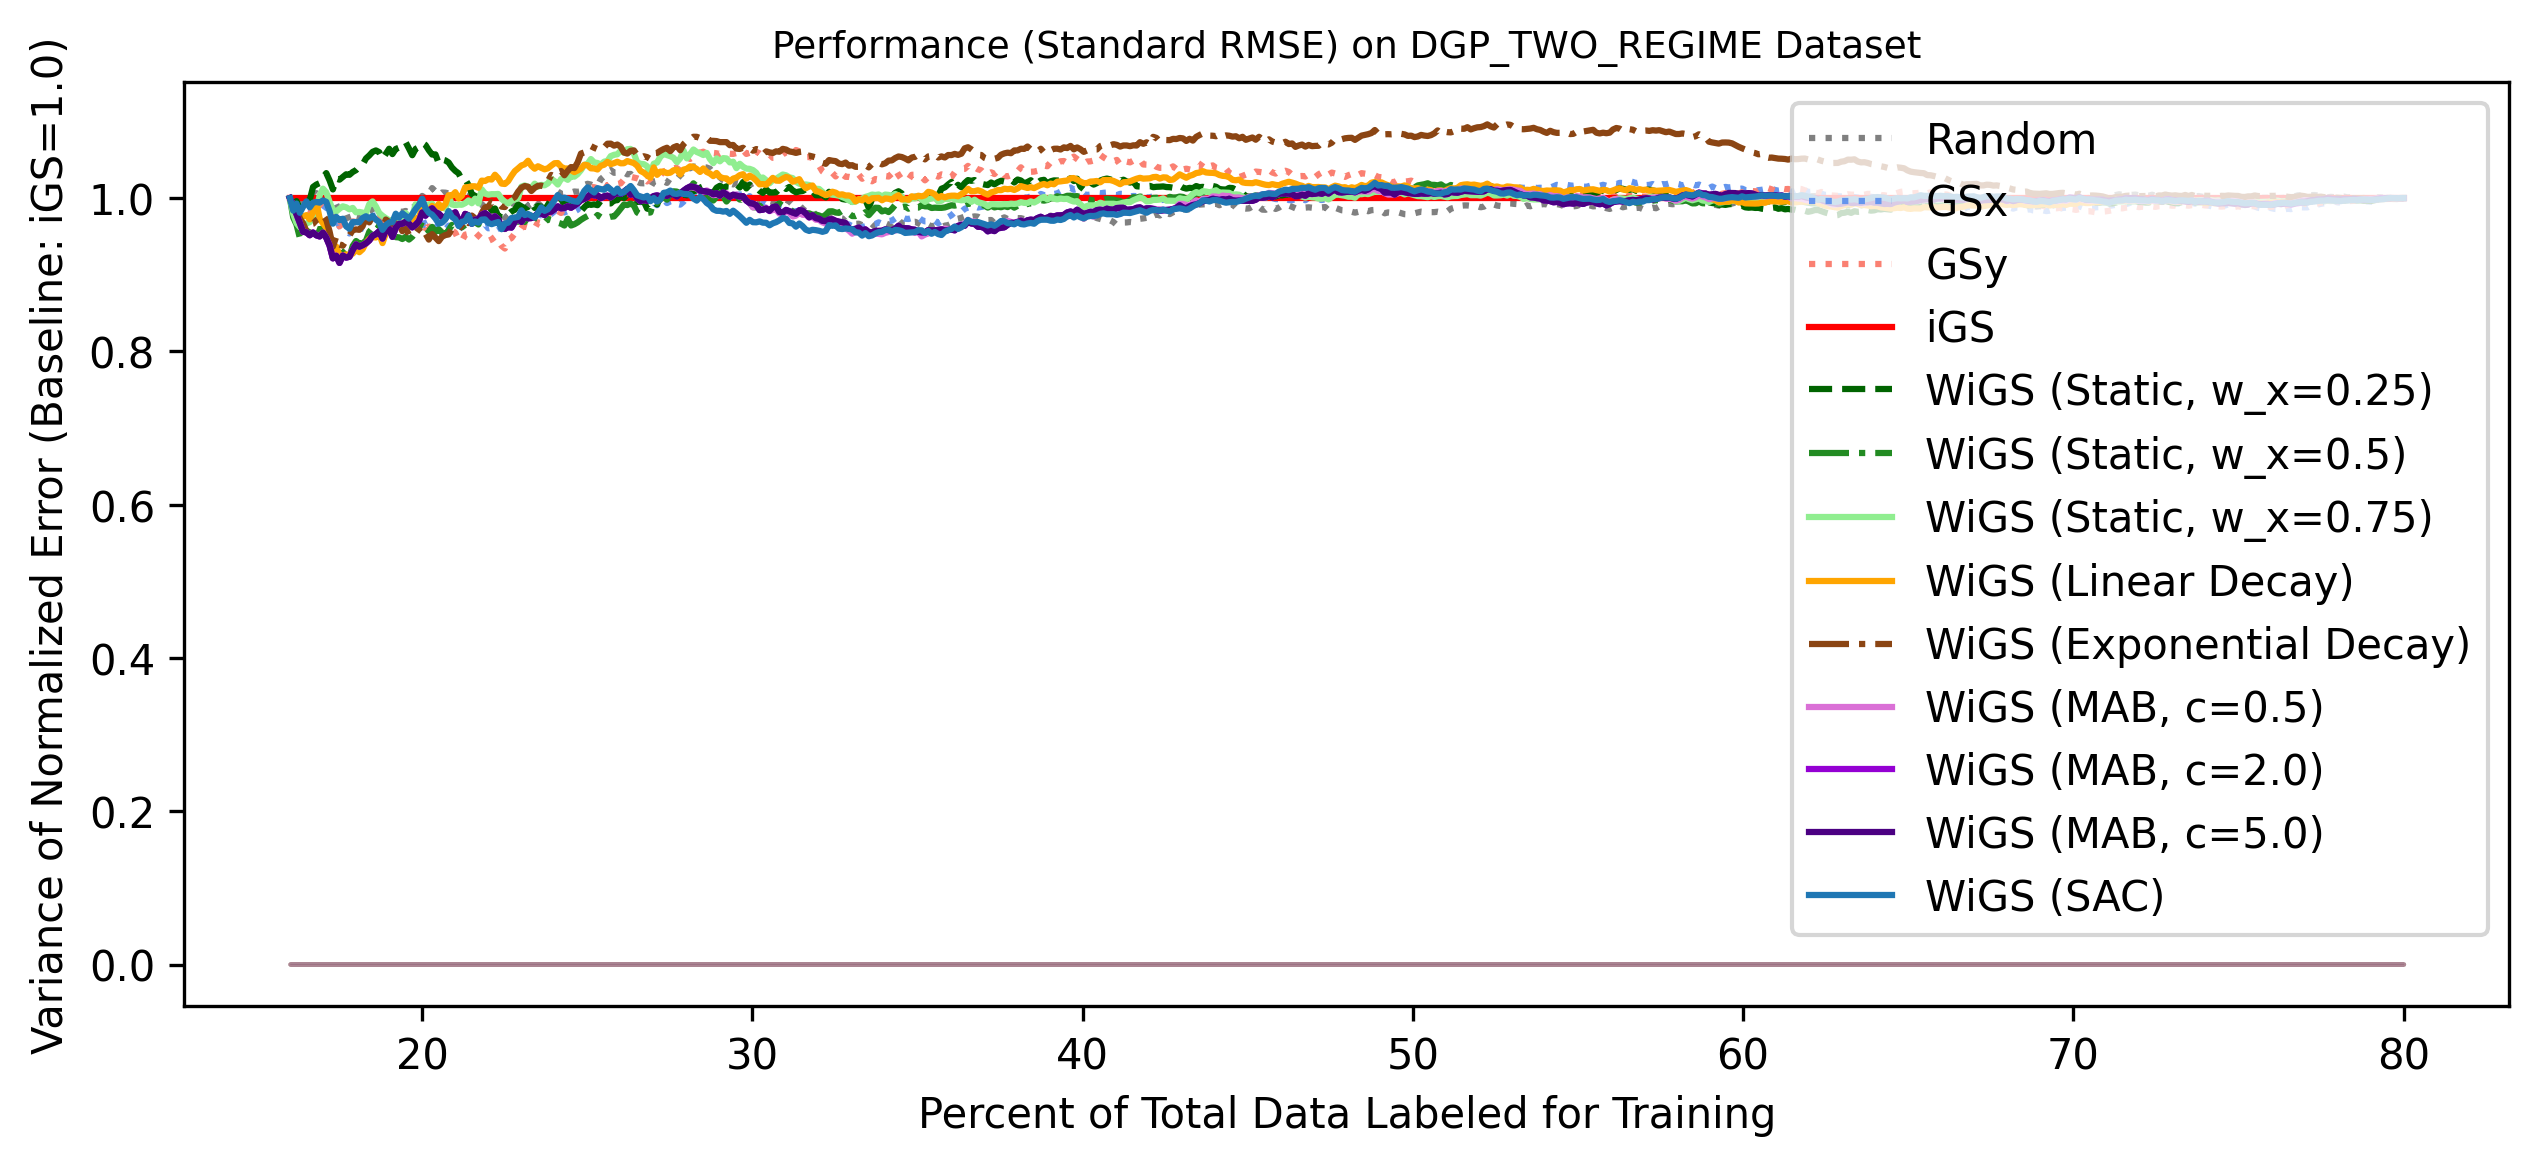 Performance (Standard RMSE) on DGP_TWO_REGIME Dataset
Variance of Normalized Error (Baseline: iGS=1.0)
1.0
0.8
0.6
0.4
0.2
0.0
Random
GSx
GSy
iGS
WiGS (Static, w_x=0.25)
WiGS (Static, w_x=0.5)
WiGS (Static, w_x=0.75)
WiGS (Linear Decay)
WiGS (Exponential Decay)
WiGS (MAB, c=0.5)
WiGS (MAB, c=2.0)
WiGS (MAB, c=5.0)
WiGS (SAC)
20 30 40 50 60 70 80
Percent of Total Data Labeled for Training